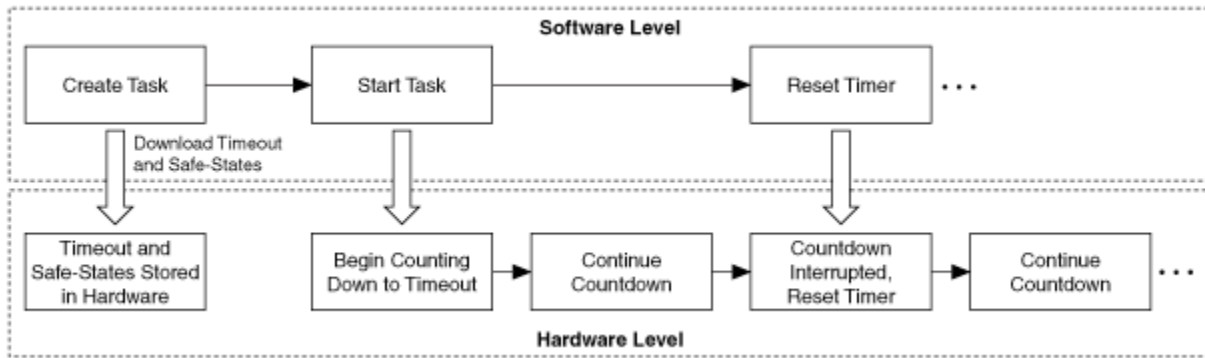 Software Level
Create Task
Start Task
Reset Timer
• • •
Download Timeout
and Safe-States
Timeout and
Safe-States Stored
in Hardware
Begin Counting
Down to Timeout
Continue
Countdown
Countdown
Interrupted,
Reset Timer
Continue
Countdown
• • •
Hardware Level